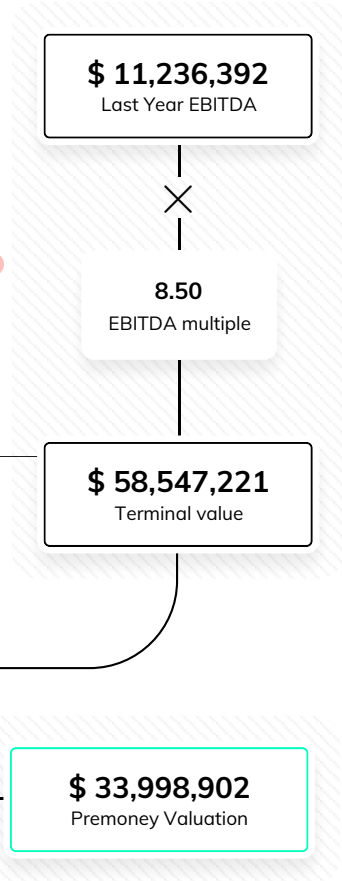 $ 11,236,392
Last Year EBITDA
8.50
EBITDA multiple
$ 58,547,221
Terminal value
$ 33,998,902
Premoney Valuation